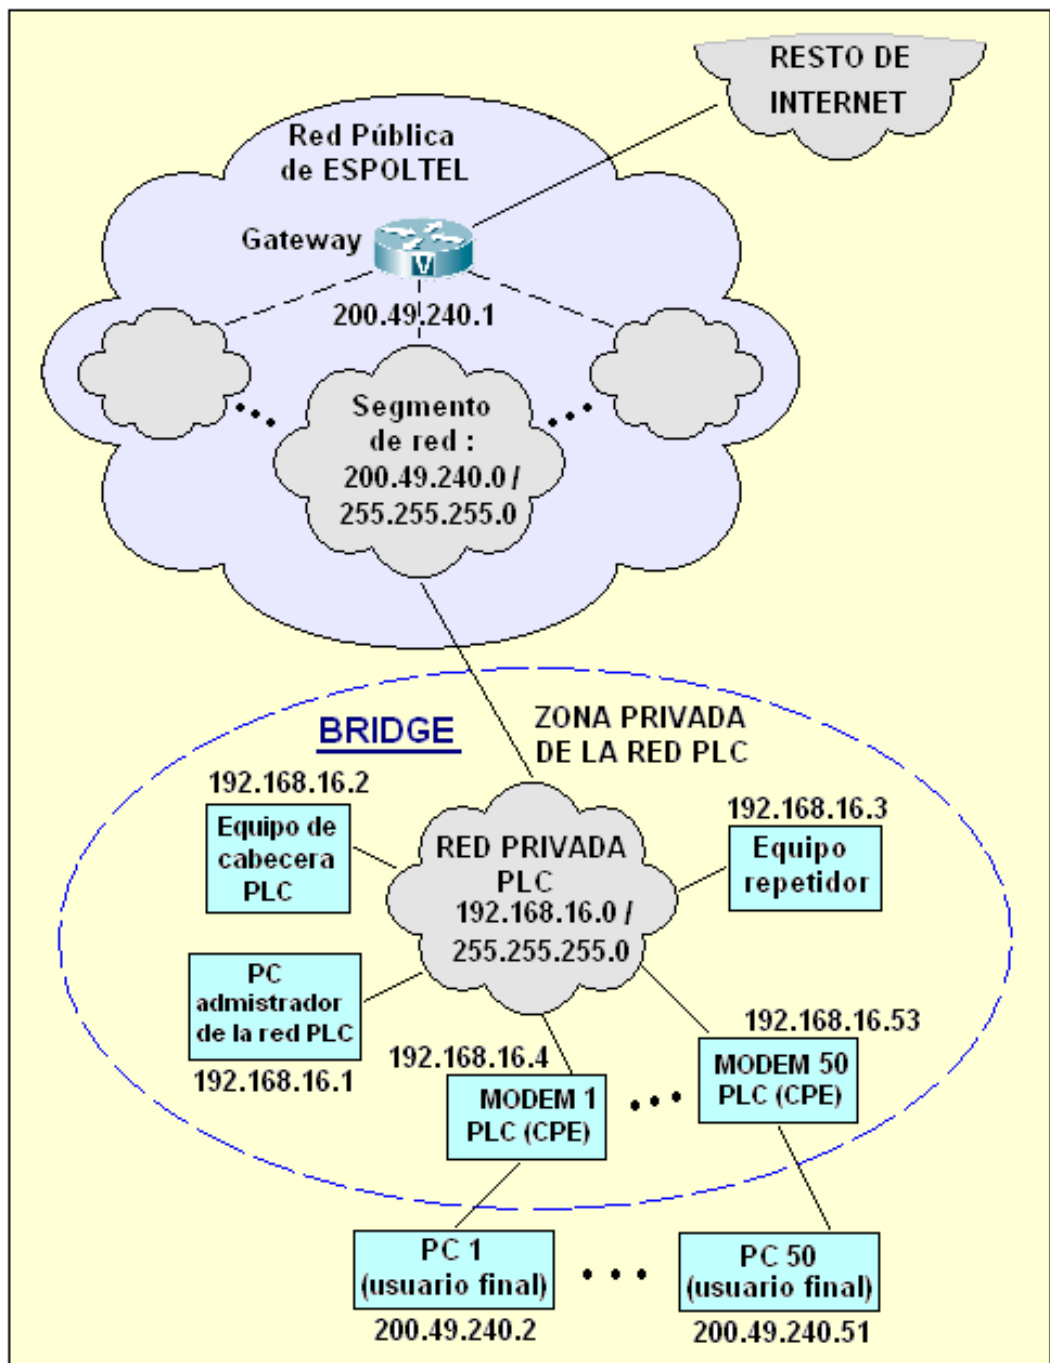 RESTO DE
INTERNET
Red Pública
de ESPOLTEL
Gateway
V
200.49.240.1
Segmento
de red :
200.49.240.0 /
255.255.255.0
BRIDGE
ZONA PRIVADA
DE LA RED PLC
192.168.16.2
Equipo de
cabecera
PLC
192.168.16.3
Equipo
repetidor
RED PRIVADA
PLC
192.168.16.0 /
255.255.255.0
PC
admistrador
de la red PLC
192.168.16.1
192.168.16.4
MODEM 1
PLC (CPE)
192.168.16.53
MODEM 50
PLC (CPE)
PC 1
(usuario final)
200.49.240.2
PC 50
(usuario final)
200.49.240.51